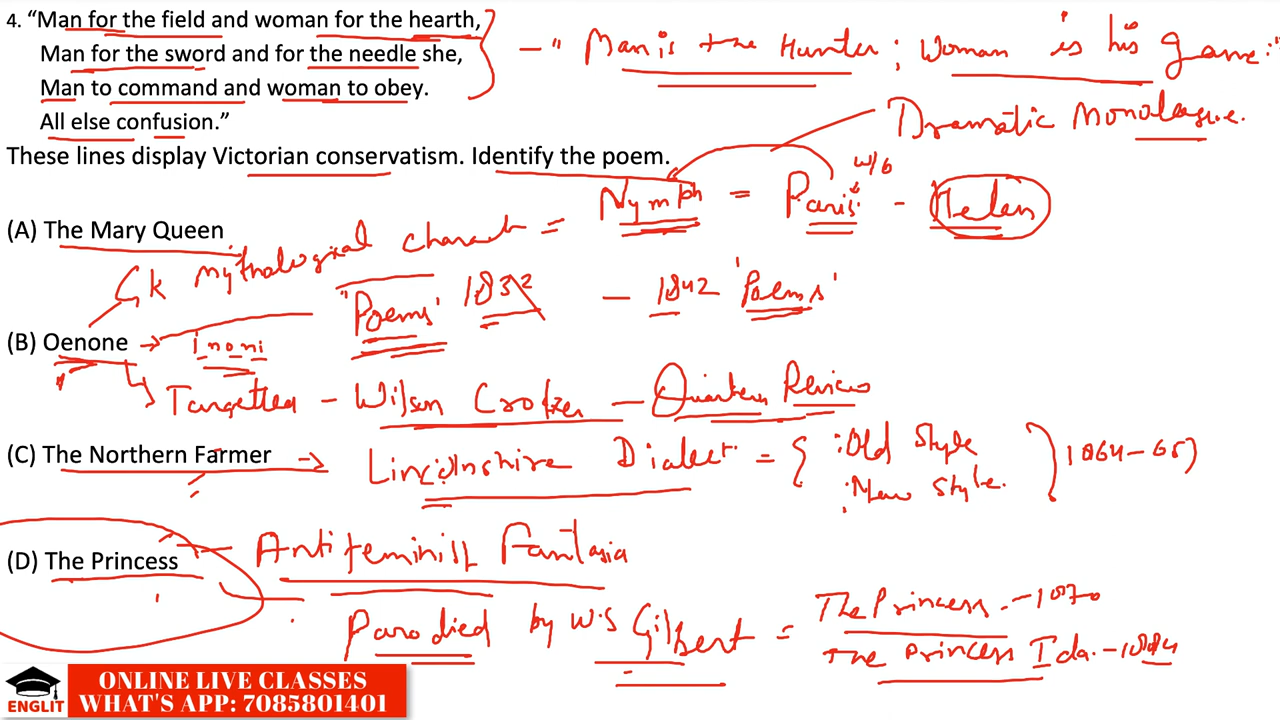 4. “Man for the field and woman for the hearth,
Man for the sword and for the needle she,
Man to command and woman to obey.
All else confusion.”
- " Man is the Hunter ; Woman is his game:"
Dramatic Monologue.
These lines display Victorian conservatism. Identify the poem.
w/o
Nymph = Paris - Helen
(A) The Mary Queen
Gk Mythological charact =
"Poems" 1832 - 1842 'Poems'
(B) Oenone → Inoni
Targetted - Wilson Croker - Quarterly Review
(C) The Northern Farmer → Lincolnshire Dialect = { :Old Style
:New Style. } 1864-65)
(D) The Princess - Antifeminist Fantasia
Parodied by W.S Gilbert = The Princess - 1870
The Princess Ida - 1884
ENGLIT
ONLINE LIVE CLASSES
WHAT'S APP: 7085801401